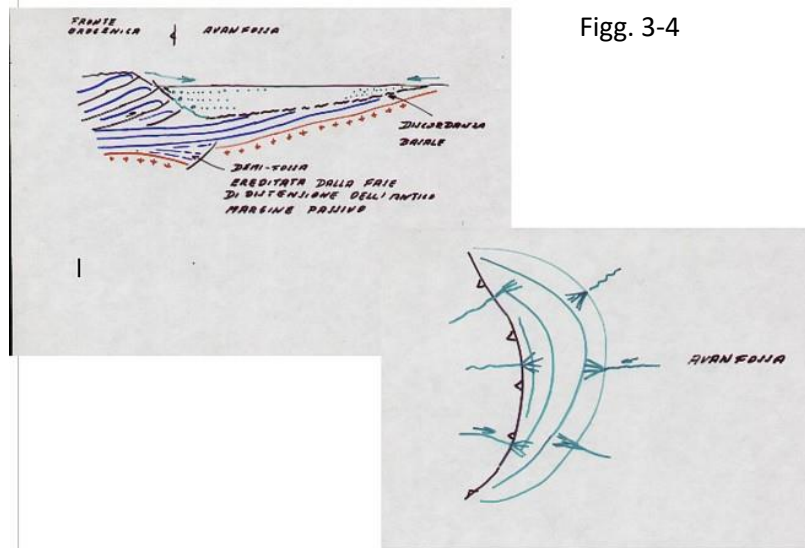 Figg. 3-4
FRONTE
OROGENICA
AVANFOSSA
DISCORDANZA
BASALE
DEMI-FOSSA
EREDITATA DALLA FASE
DI DISTENSIONE DELL'ANTICO
MARGINE PASSIVO
AVANFOSSA